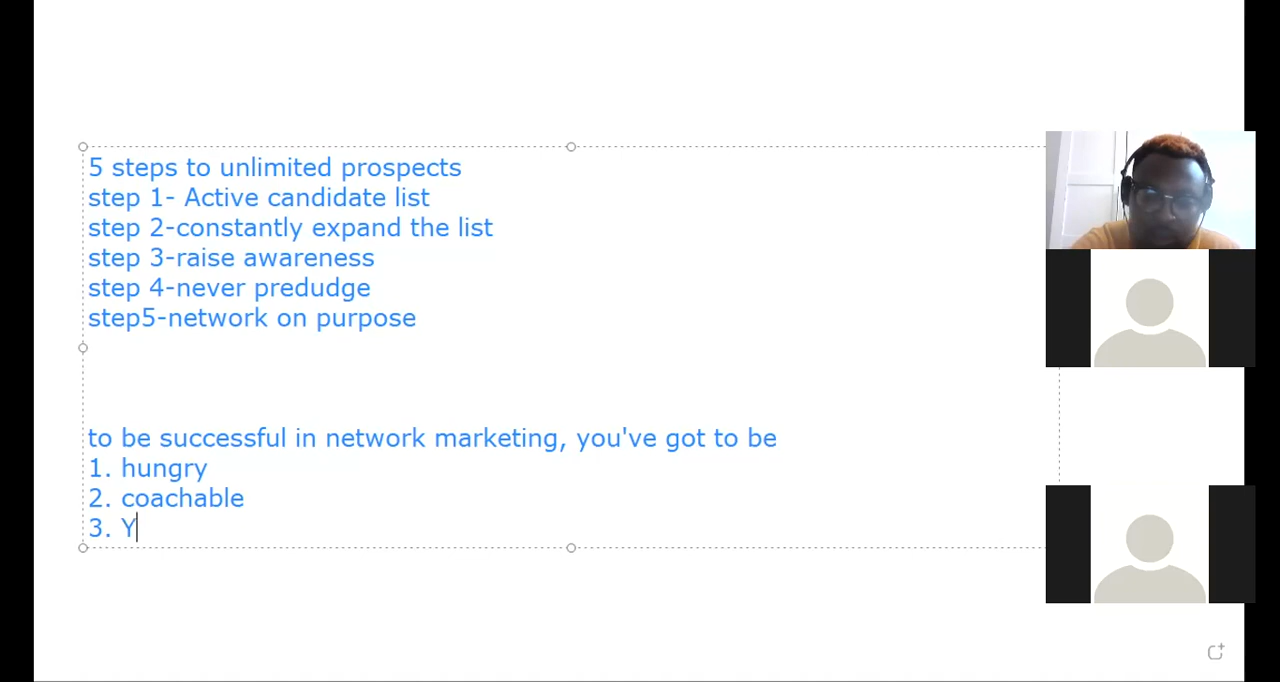 5 steps to unlimited prospects
step 1- Active candidate list
step 2-constantly expand the list
step 3-raise awareness
step 4-never predudge
step5-network on purpose
to be successful in network marketing, you've got to be
1. hungry
2. coachable
3. Y